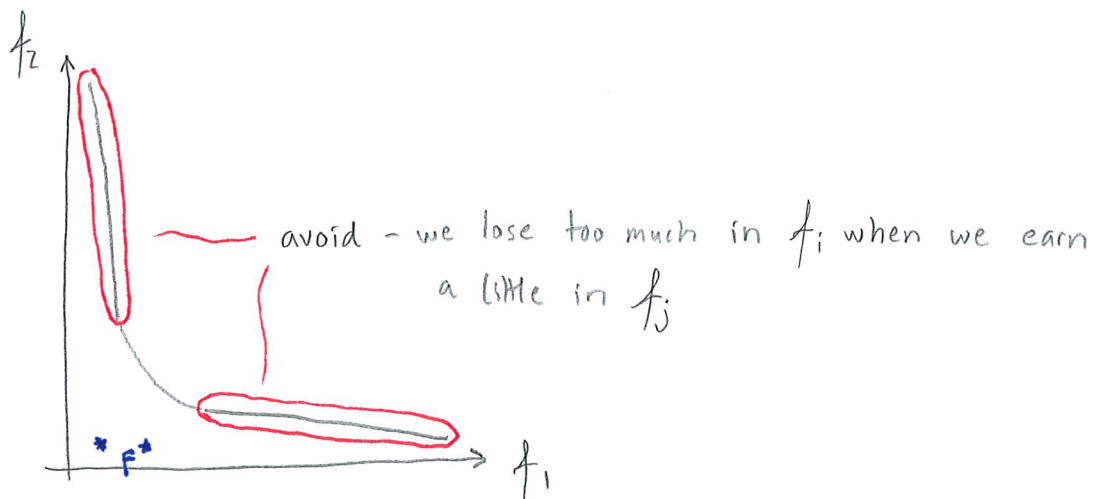 f₂
avoid – we lose too much in fᵢ when we earn
a little in fⱼ
* F *
f₁